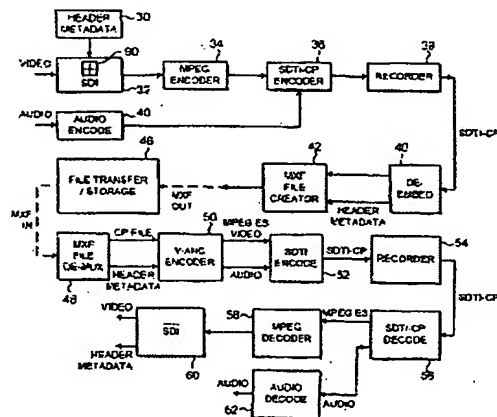 HEADER
METADATA
30
VIDEO
90
SDI
32
34
MPEG
ENCODER
36
SDTI-CP
ENCODER
38
RECORDER
AUDIO
AUDIO
ENCODE
40
SDTI-CP
46
FILE TRANSFER
/ STORAGE
MXF
OUT
42
MXF
FILE
CREATOR
HEADER
METADATA
40
DE-
EMBED
MXF
IN
MXF
FILE
DE-MUX
48
CP FILE
HEADER
METADATA
50
ENCODER
MPEG ES
VIDEO
AUDIO
SDTI
ENCODE
52
SDTI-CP
54
RECORDER
SDTI-CP
VIDEO
HEADER
METADATA
SDI
60
58
MPEG
DECODER
MPEG ES
SDTI-CP
DECODE
56
AUDIO
AUDIO
DECODE
62
AUDIO